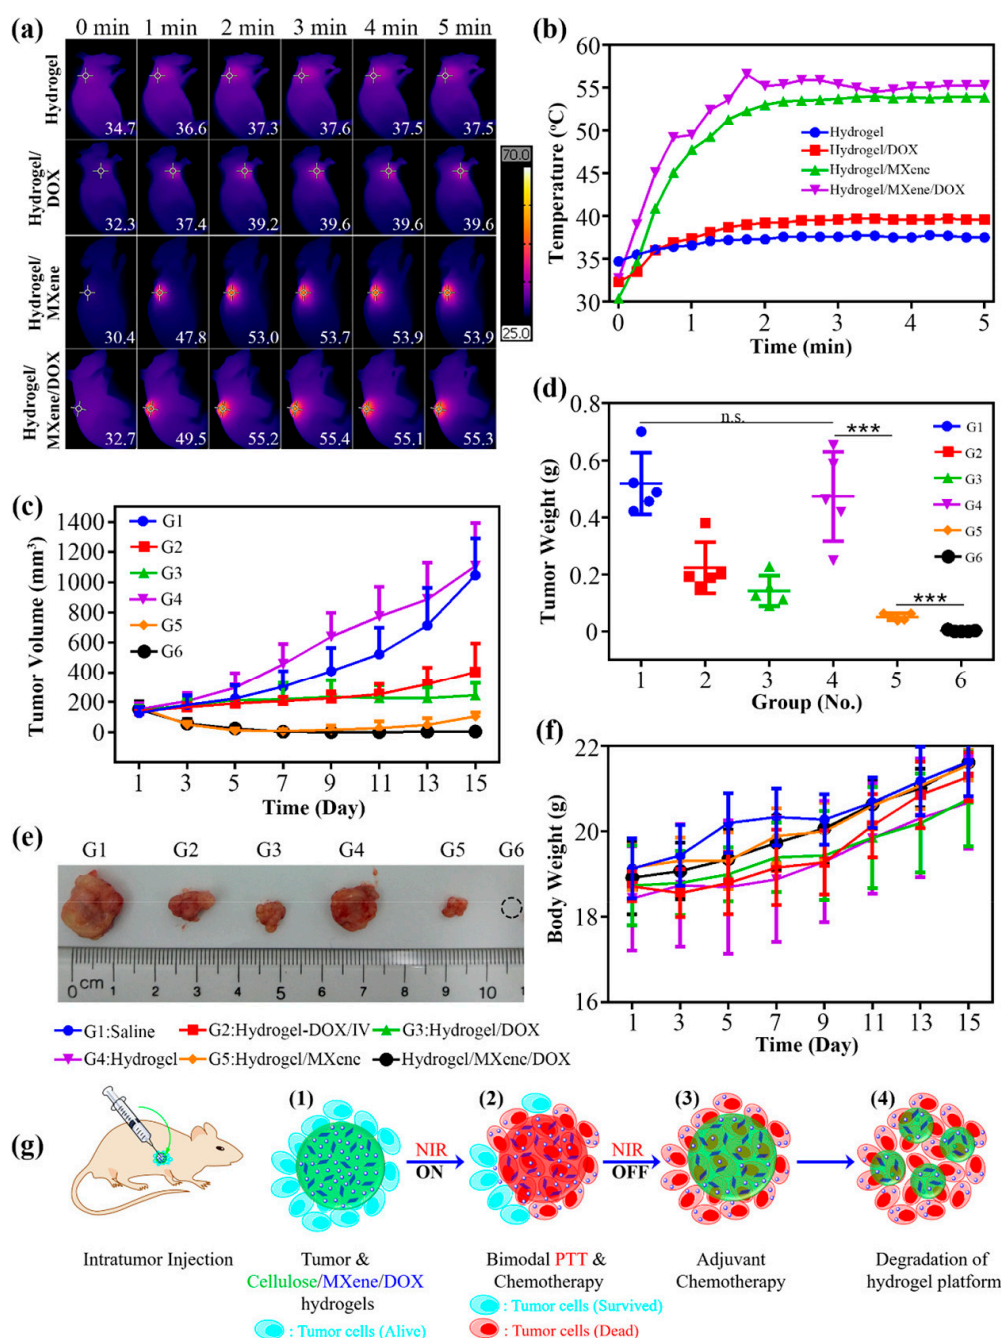 (a)
0 min 1 min 2 min 3 min 4 min 5 min
Hydrogel
34.7 36.6 37.3 37.6 37.5 37.5
Hydrogel/
DOX
32.3 37.4 39.2 39.6 39.6 39.6
Hydrogel/
MXene
30.4 47.8 53.0 53.7 53.9 53.9
Hydrogel/
MXene/DOX
32.7 49.5 55.2 55.4 55.1 55.3
70.0
25.0
(b)
Temperature (°C)
60
55
50
45
40
35
30
Hydrogel
Hydrogel/DOX
Hydrogel/MXene
Hydrogel/MXene/DOX
0 1 2 3 4 5
Time (min)
(c)
Tumor Volume (mm³)
1400
1200
1000
800
600
400
200
0
G1
G2
G3
G4
G5
G6
1 3 5 7 9 11 13 15
Time (Day)
(d)
Tumor Weight (g)
0.8
0.6
0.4
0.2
0
n.s.
***
***
G1
G2
G3
G4
G5
G6
1 2 3 4 5 6
Group (No.)
(e)
G1 G2 G3 G4 G5 G6
0 cm 1 2 3 4 5 6 7 8 9 10 11
G1:Saline G2:Hydrogel-DOX/IV G3:Hydrogel/DOX
G4:Hydrogel G5:Hydrogel/MXene Hydrogel/MXene/DOX
(f)
Body Weight (g)
22
20
18
16
1 3 5 7 9 11 13 15
Time (Day)
(g)
(1) (2) (3) (4)
NIR
ON
NIR
OFF
Intratumor Injection
Tumor &
Cellulose/MXene/DOX
hydrogels
: Tumor cells (Alive)
Bimodal PTT &
Chemotherapy
: Tumor cells (Survived)
: Tumor cells (Dead)
Adjuvant
Chemotherapy
Degradation of
hydrogel platform